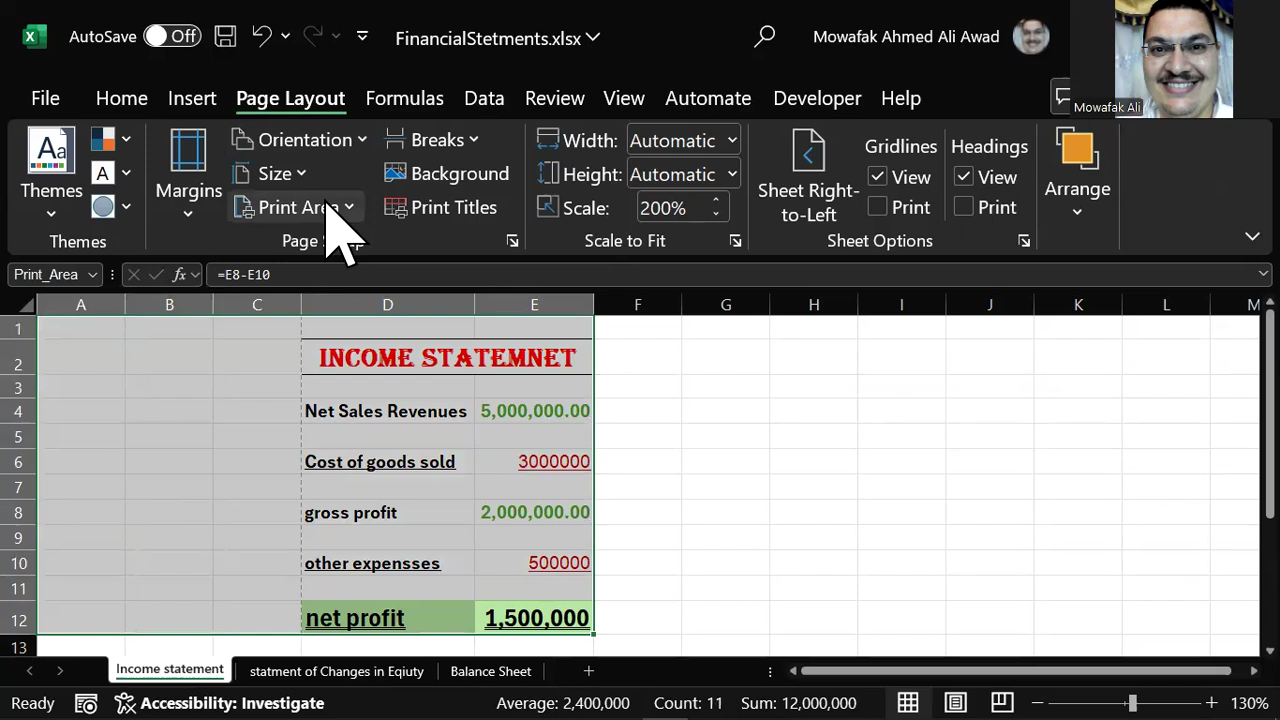 AutoSave Off FinancialStetments.xlsx Mowafak Ahmed Ali Awad
Mowafak Ali
File Home Insert Page Layout Formulas Data Review View Automate Developer Help
Themes Margins Orientation Breaks Width: Automatic Sheet Right-to-Left Gridlines Headings Arrange
Size Background Height: Automatic View View
Print Area Print Titles Scale: 200% Print Print
Themes Scale to Fit Sheet Options
Print_Area fx =E8-E10
A B C D E F G H I J K L M
1
2 INCOME STATEMNET
3
4 Net Sales Revenues 5,000,000.00
5
6 Cost of goods sold 3000000
7
8 gross profit 2,000,000.00
9
10 other expensses 500000
11
12 net profit 1,500,000
13
Income statement statment of Changes in Eqiuty Balance Sheet +
Ready Accessibility: Investigate Average: 2,400,000 Count: 11 Sum: 12,000,000 130%